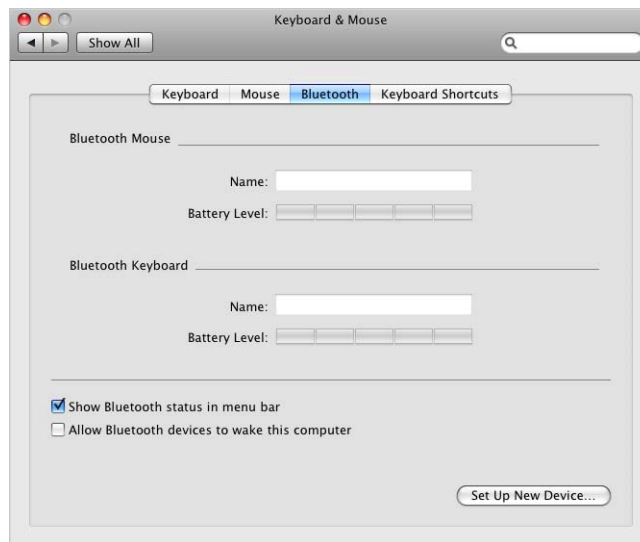 Keyboard & Mouse
Show All
Keyboard Mouse Bluetooth Keyboard Shortcuts
Bluetooth Mouse
Name:
Battery Level:
Bluetooth Keyboard
Name:
Battery Level:
Show Bluetooth status in menu bar
Allow Bluetooth devices to wake this computer
Set Up New Device...